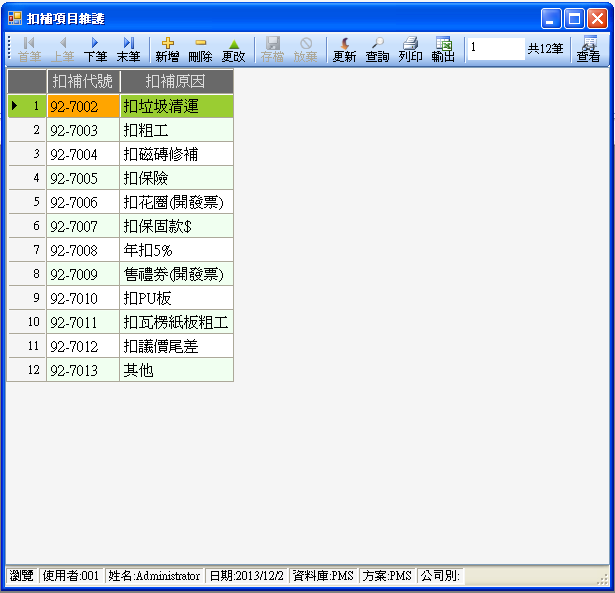 扣補項目維護
首筆 上筆 下筆 末筆 新增 刪除 更改 存檔 放棄 更新 查詢 列印 輸出 1 共12筆 查看
扣補代號 扣補原因
1 92-7002 扣垃圾清運
2 92-7003 扣粗工
3 92-7004 扣磁磚修補
4 92-7005 扣保險
5 92-7006 扣花圈(開發票)
6 92-7007 扣保固款$
7 92-7008 年扣5%
8 92-7009 售禮券(開發票)
9 92-7010 扣PU板
10 92-7011 扣瓦楞紙板粗工
11 92-7012 扣議價尾差
12 92-7013 其他
瀏覽 使用者:001 姓名:Administrator 日期:2013/12/2 資料庫:PMS 方案:PMS 公司別: